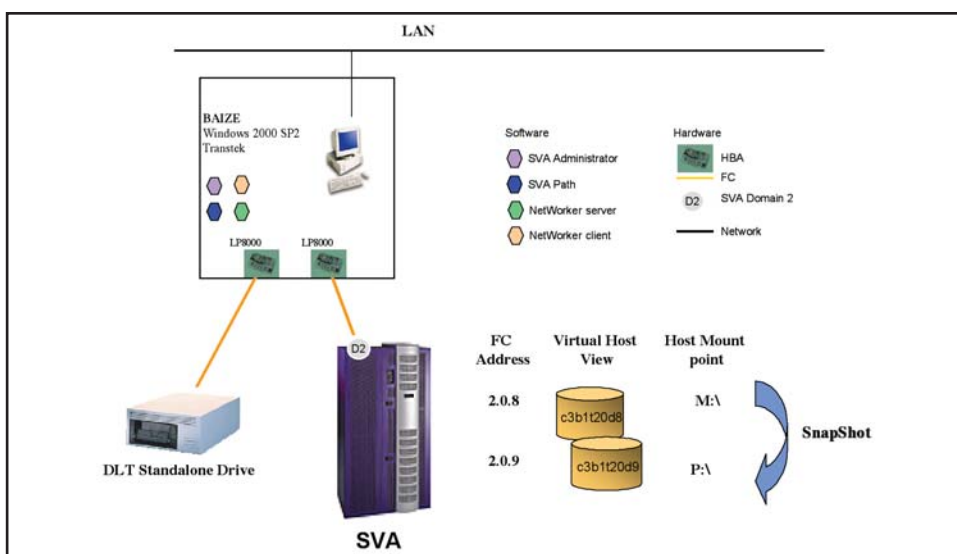 LAN
BAIZE
Windows 2000 SP2
Transtek
LP8000
LP8000
Software
SVA Administrator
SVA Path
NetWorker server
NetWorker client
Hardware
HBA
FC
D2
SVA Domain 2
Network
D2
DLT Standalone Drive
SVA
FC
Address
Virtual Host
View
Host Mount
point
2.0.8
c3b1t20d8
M:\
2.0.9
c3b1t20d9
P:\
SnapShot